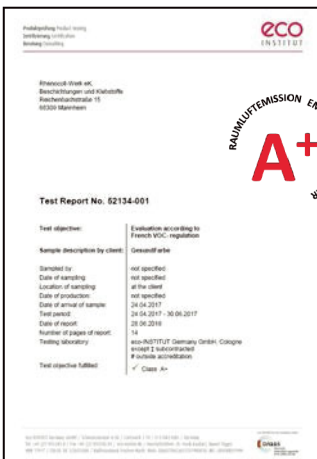 Produktprüfung Product testing
Zertifizierung Certification
Beratung Consulting
eco
INSTITUT
Rhenocoll-Werk eK.
Beschichtungen und Klebstoffe
Reichenbachstraße 15
68309 Mannheim
RAUMLUFTEMISSION
A+
Test Report No. 52134-001
Test objective: Evaluation according to
French VOC- regulation
Sample description by client: GesundFarbe
Sampled by: not specified
Date of sampling: not specified
Location of sampling: at the client
Date of production: not specified
Date of arrival of sample: 24.04.2017
Test period: 24.04.2017 - 30.06.2017
Date of report: 28.06.2018
Number of pages of report: 14
Testing laboratory: eco-INSTITUT Germany GmbH, Cologne
except ‡ subcontracted
# outside accreditation
Test objective fulfilled: ✓ Class A+